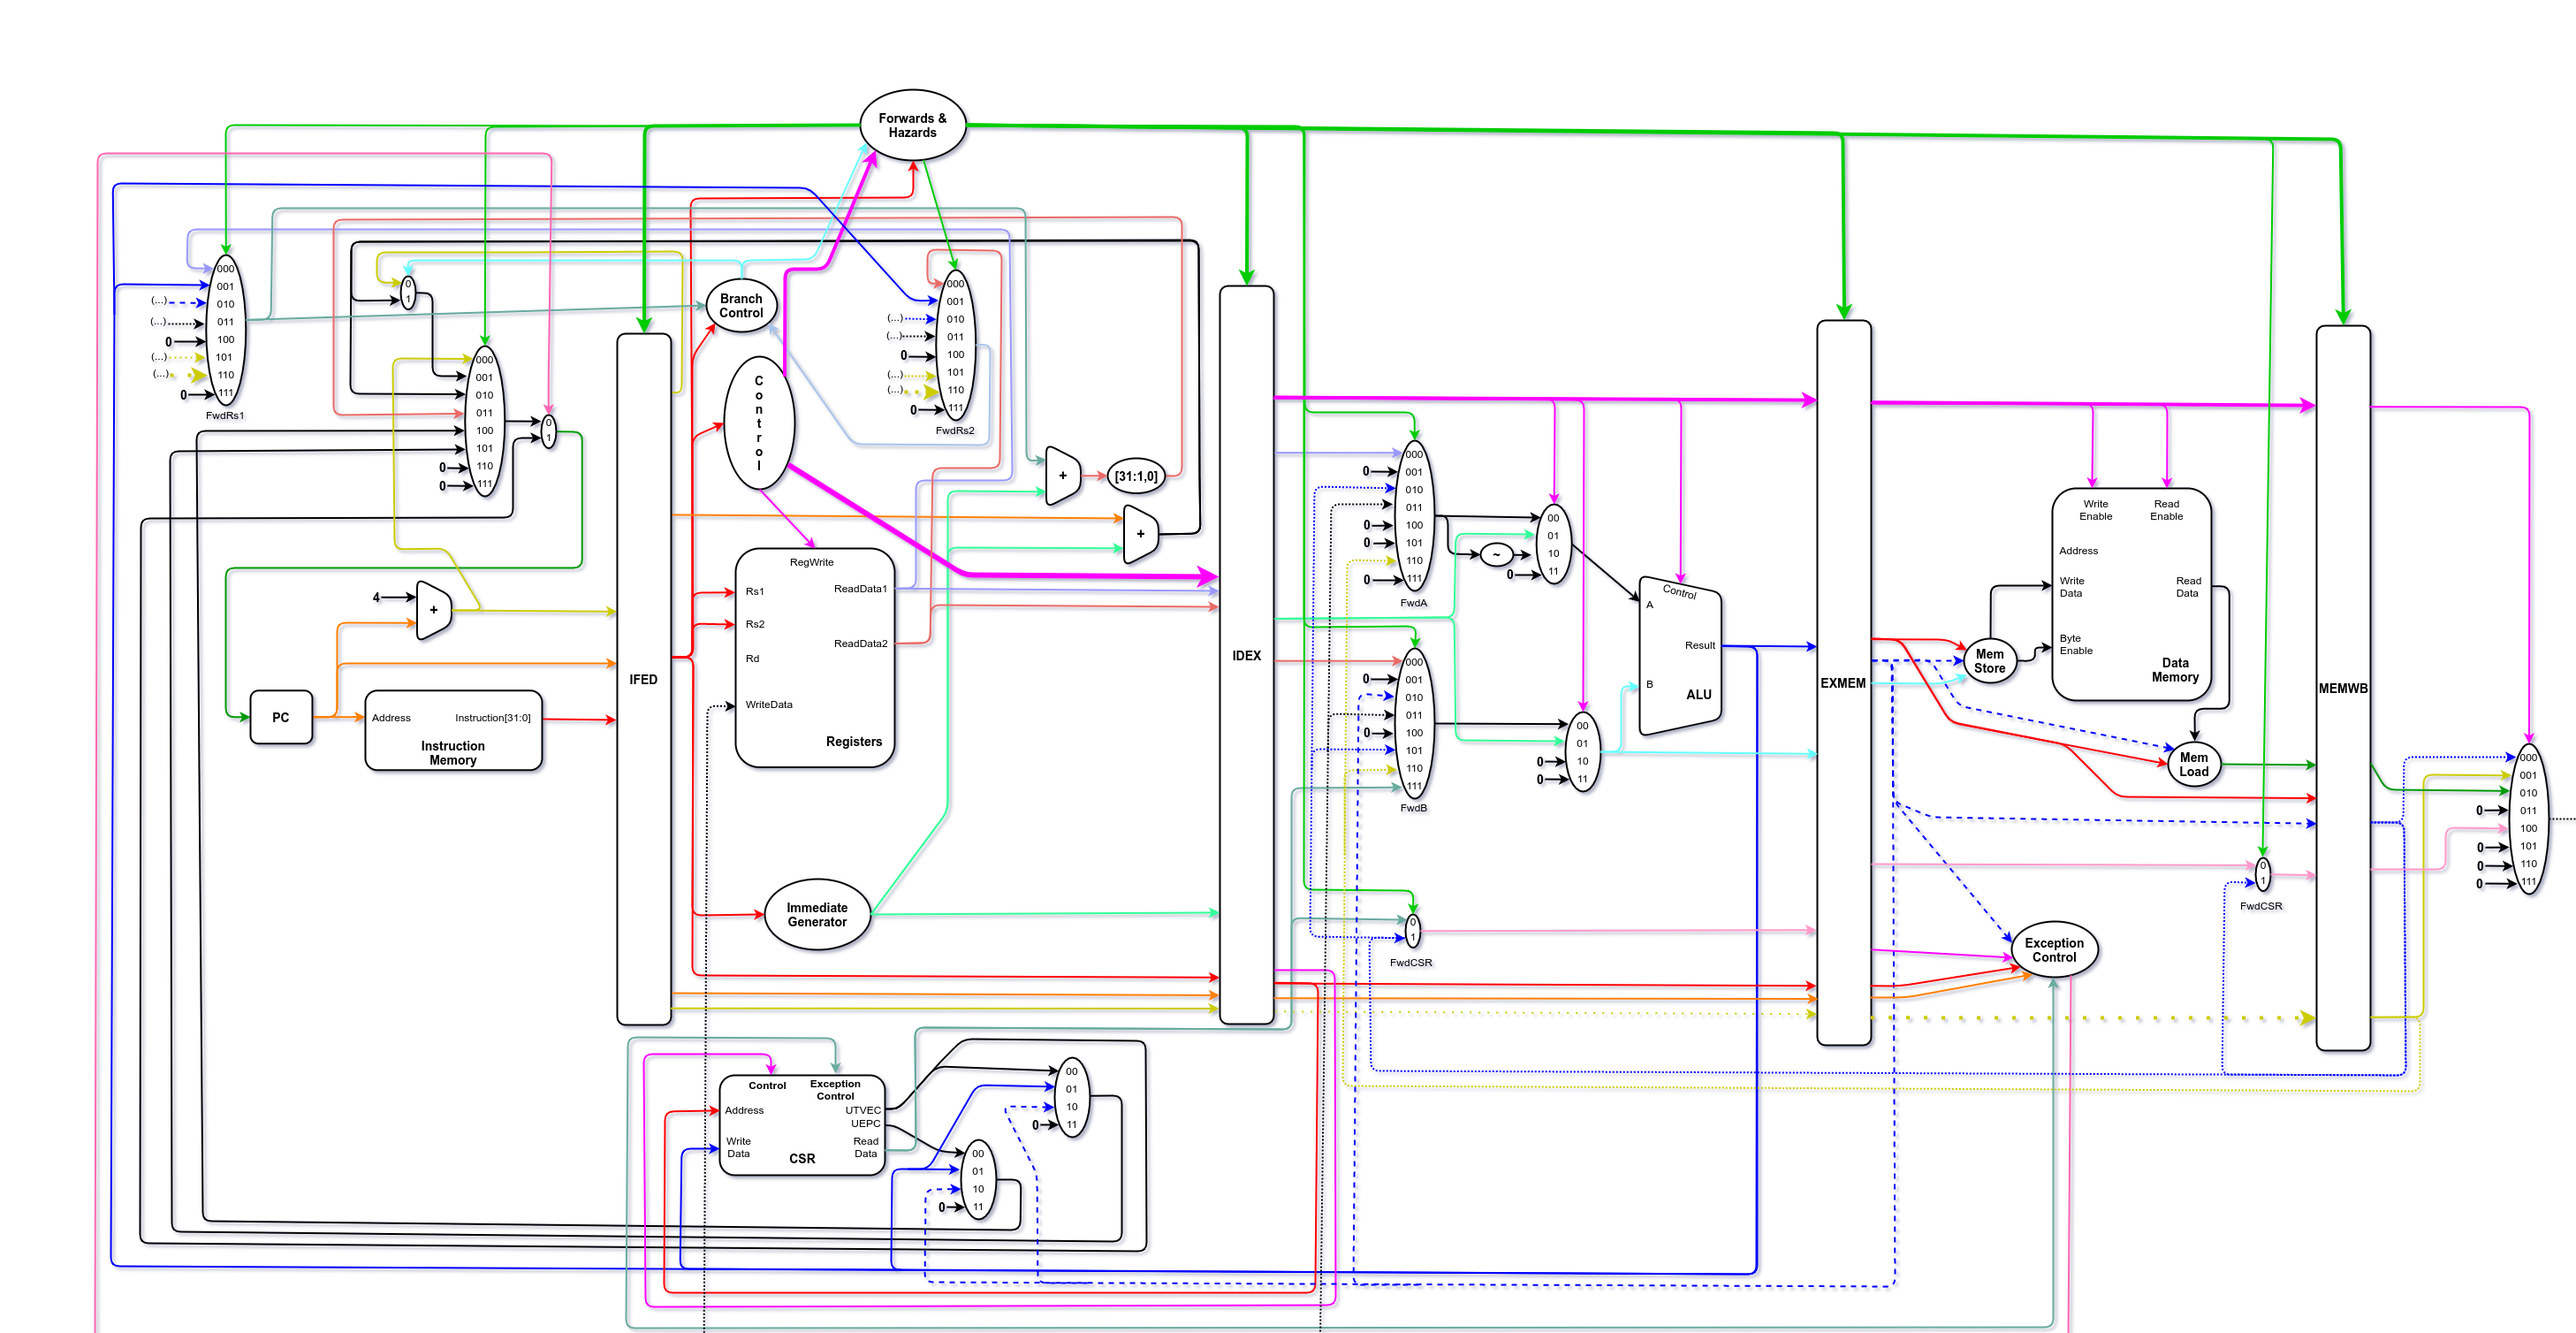 Forwards &
Hazards
000
001
(...) 010
(...) 011
0 100
(...) 101
(...) 110
0 111
FwdRs1
0
1
000
001
010
011
100
101
0 110
0 111
0
1
Branch
Control
C
o
n
t
r
o
l
000
001
(...) 010
(...) 011
0 100
(...) 101
(...) 110
0 111
FwdRs2
+
[31:1,0]
+
4
+
PC
Address
Instruction[31:0]
Instruction
Memory
IFED
RegWrite
Rs1
ReadData1
Rs2
ReadData2
Rd
WriteData
Registers
Immediate
Generator
Control
Exception
Control
Address
UTVEC
UEPC
Write
Data
Read
Data
CSR
00
01
10
0 11
00
01
10
0 11
IDEX
000
0 001
010
011
0 100
0 101
110
0 111
FwdA
00
01
~
10
0 11
000
0 001
010
011
0 100
101
110
111
FwdB
00
01
0 10
0 11
Control
A
Result
B
ALU
0
1
FwdCSR
EXMEM
Write
Enable
Read
Enable
Address
Write
Data
Read
Data
Byte
Enable
Data
Memory
Mem
Store
Mem
Load
0
1
FwdCSR
Exception
Control
MEMWB
000
001
010
0 011
100
0 101
0 110
0 111